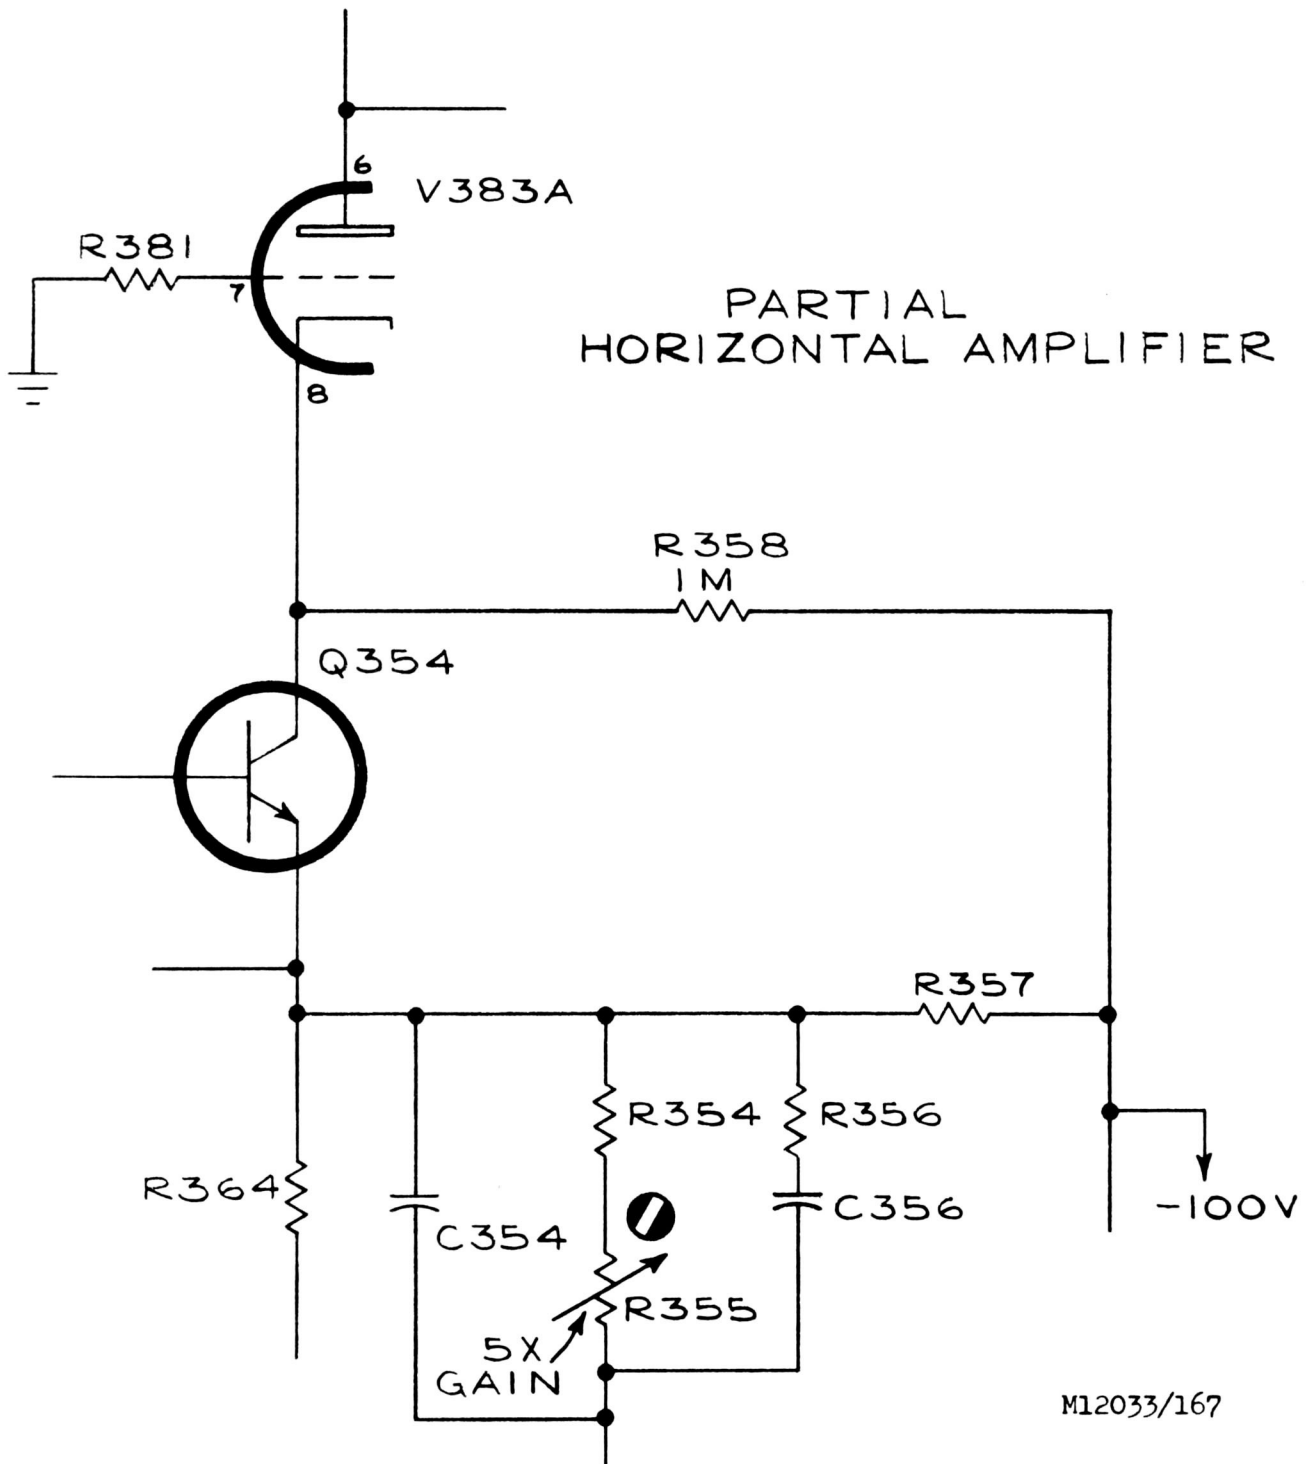 6
V383A
R381
7
PARTIAL
HORIZONTAL AMPLIFIER
8
R358
1M
Q354
R357
R354
R356
R364
C354
C356
-100V
R355
5X
GAIN
M12033/167